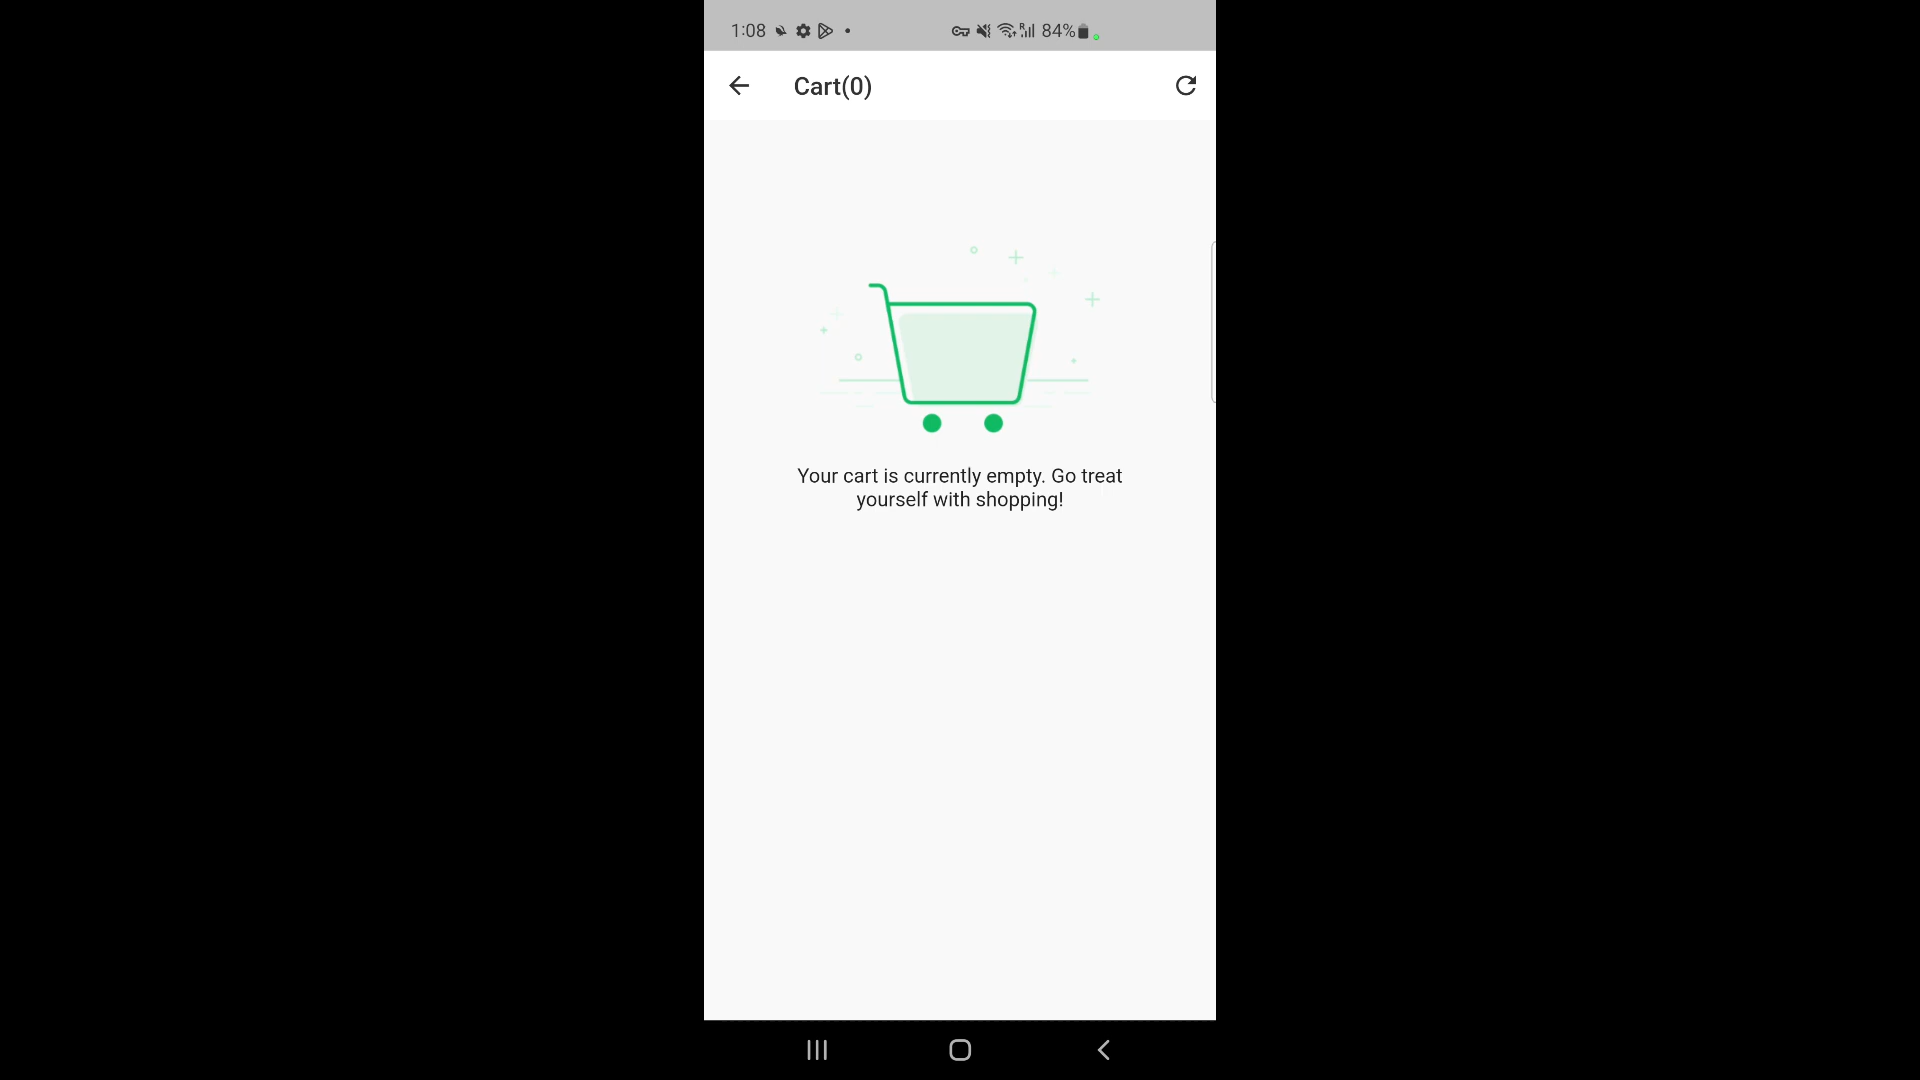 1:08
84%
Cart(0)
Your cart is currently empty. Go treat
yourself with shopping!